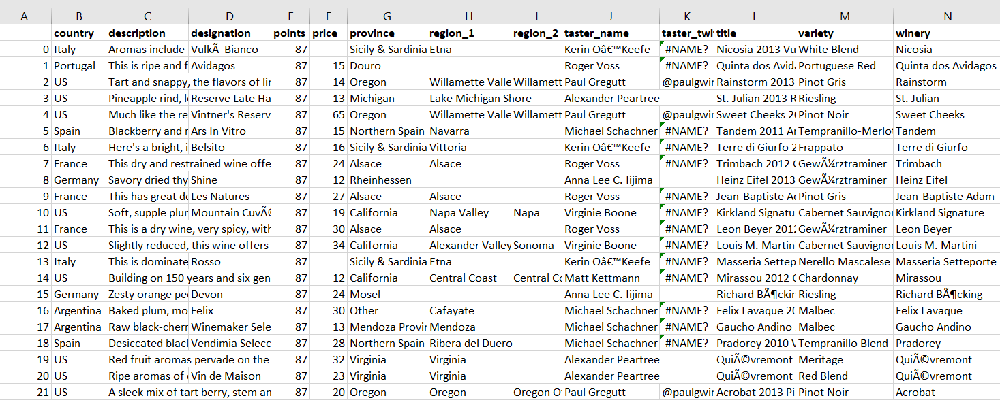 A B C D E F G H I J K L M N
country description designation points price province region_1 region_2 taster_name taster_twi title variety winery
0 Italy Aromas include VulkÃ Bianco 87 Sicily & Sardinia Etna Kerin Oâ€™Keefe #NAME? Nicosia 2013 Vu White Blend Nicosia
1 Portugal This is ripe and f Avidagos 87 15 Douro Roger Voss #NAME? Quinta dos Avid Portuguese Red Quinta dos Avidagos
2 US Tart and snappy, the flavors of lin 87 14 Oregon Willamette Valle Willamett Paul Gregutt @paulgwin Rainstorm 2013 Pinot Gris Rainstorm
3 US Pineapple rind, l Reserve Late Ha 87 13 Michigan Lake Michigan Shore Alexander Peartree St. Julian 2013 R Riesling St. Julian
4 US Much like the re Vintner's Reserv 87 65 Oregon Willamette Valle Willamett Paul Gregutt @paulgwin Sweet Cheeks 2 Pinot Noir Sweet Cheeks
5 Spain Blackberry and r Ars In Vitro 87 15 Northern Spain Navarra Michael Schachner #NAME? Tandem 2011 A Tempranillo-Merlo Tandem
6 Italy Here's a bright, i Belsito 87 16 Sicily & Sardinia Vittoria Kerin Oâ€™Keefe #NAME? Terre di Giurfo 2 Frappato Terre di Giurfo
7 France This dry and restrained wine offe 87 24 Alsace Alsace Roger Voss #NAME? Trimbach 2012 GewÃ¼rztraminer Trimbach
8 Germany Savory dried thy Shine 87 12 Rheinhessen Anna Lee C. Iijima Heinz Eifel 2013 GewÃ¼rztraminer Heinz Eifel
9 France This has great de Les Natures 87 27 Alsace Alsace Roger Voss #NAME? Jean-Baptiste A Pinot Gris Jean-Baptiste Adam
10 US Soft, supple plur Mountain CuvÃ© 87 19 California Napa Valley Napa Virginie Boone #NAME? Kirkland Signatu Cabernet Sauvignon Kirkland Signature
11 France This is a dry wine, very spicy, with 87 30 Alsace Alsace Roger Voss #NAME? Leon Beyer 201 GewÃ¼rztraminer Leon Beyer
12 US Slightly reduced, this wine offers 87 34 California Alexander Valley Sonoma Virginie Boone #NAME? Louis M. Martin Cabernet Sauvignon Louis M. Martini
13 Italy This is dominate Rosso 87 Sicily & Sardinia Etna Kerin Oâ€™Keefe #NAME? Masseria Settep Nerello Mascalese Masseria Setteporte
14 US Building on 150 years and six gen 87 12 California Central Coast Central Co Matt Kettmann #NAME? Mirassou 2012 Chardonnay Mirassou
15 Germany Zesty orange pe Devon 87 24 Mosel Anna Lee C. Iijima Richard BÃ¶ckin Riesling Richard BÃ¶cking
16 Argentina Baked plum, mo Felix 87 30 Other Cafayate Michael Schachner #NAME? Felix Lavaque 20 Malbec Felix Lavaque
17 Argentina Raw black-cherr Winemaker Sele 87 13 Mendoza Provin Mendoza Michael Schachner #NAME? Gaucho Andino Malbec Gaucho Andino
18 Spain Desiccated blac Vendimia Selecc 87 28 Northern Spain Ribera del Duero Michael Schachner #NAME? Pradorey 2010 V Tempranillo Blend Pradorey
19 US Red fruit aromas pervade on the 87 32 Virginia Virginia Alexander Peartree QuiÃ©vremont Meritage QuiÃ©vremont
20 US Ripe aromas of Vin de Maison 87 23 Virginia Virginia Alexander Peartree QuiÃ©vremont Red Blend QuiÃ©vremont
21 US A sleek mix of tart berry, stem an 87 20 Oregon Oregon Oregon O Paul Gregutt @paulgwin Acrobat 2013 Pi Pinot Noir Acrobat